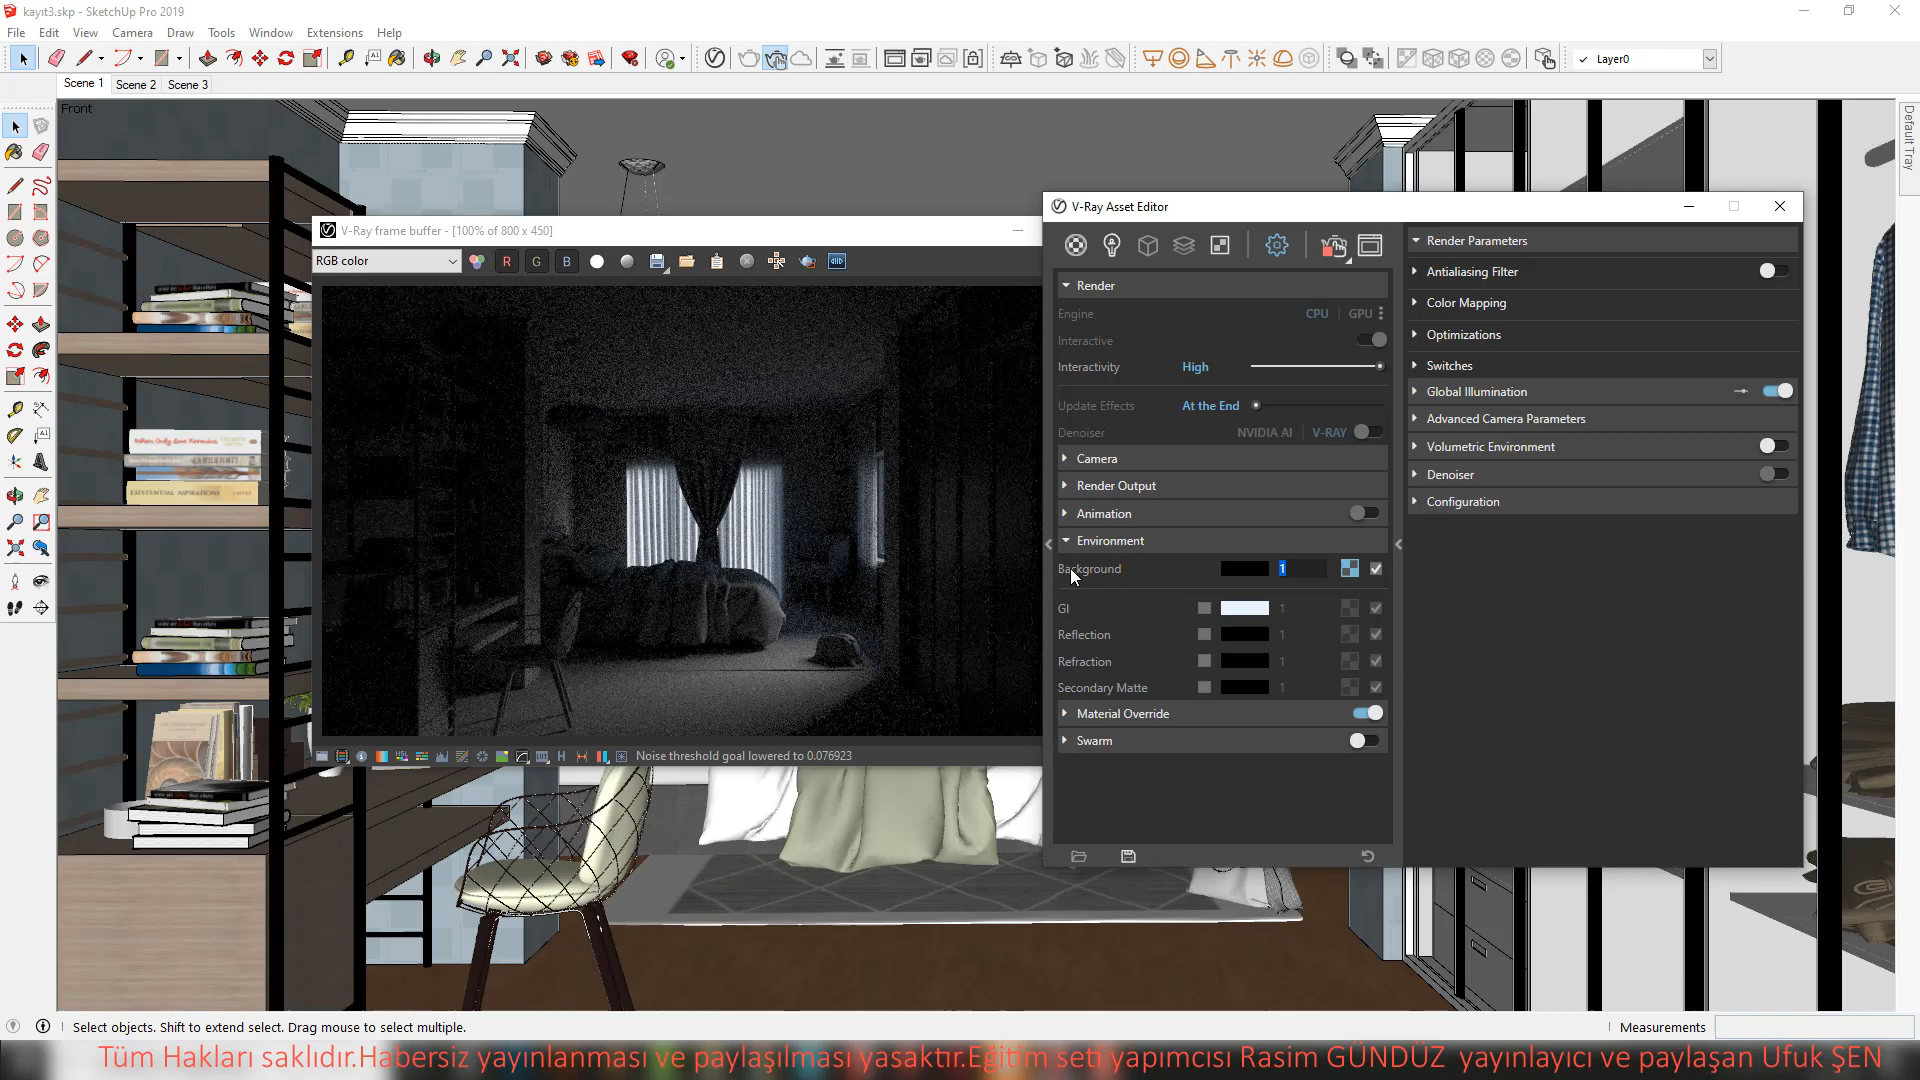 kayıt3.skp - SketchUp Pro 2019
File Edit View Camera Draw Tools Window Extensions Help
Layer0
Scene 1 Scene 2 Scene 3
Front
Default Tray
V-Ray frame buffer - [100% of 800 x 450]
RGB color
R G B
Noise threshold goal lowered to 0.076923
V-Ray Asset Editor
Render
Engine CPU GPU
Interactive
Interactivity High
Update Effects At the End
Denoiser NVIDIA AI V-RAY
Camera
Render Output
Animation
Environment
Background 1
GI 1
Reflection 1
Refraction 1
Secondary Matte 1
Material Override
Swarm
Render Parameters
Antialiasing Filter
Color Mapping
Optimizations
Switches
Global Illumination
Advanced Camera Parameters
Volumetric Environment
Denoiser
Configuration
EXISTENTIAL ASPIRATIONS
Select objects. Shift to extend select. Drag mouse to select multiple.
Measurements
Tüm Hakları saklıdır.Habersiz yayınlanması ve paylaşılması yasaktır.Eğitim seti yapımcısı Rasim GÜNDÜZ yayınlayıcı ve paylaşan Ufuk ŞEN